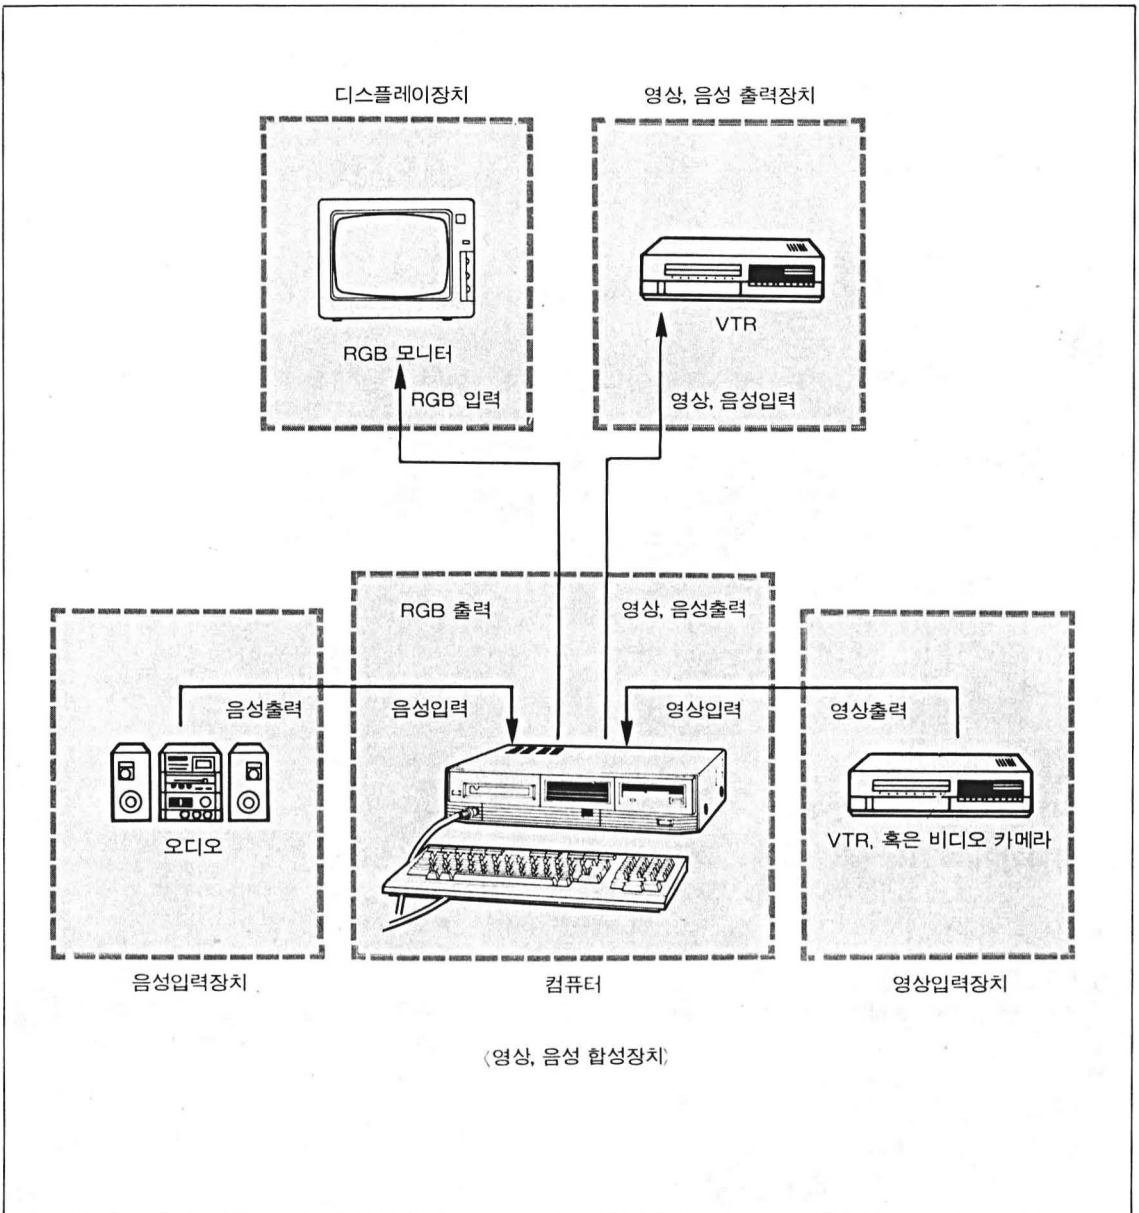 디스플레이장치
영상, 음성 출력장치
VTR
RGB 모니터
RGB 입력
영상, 음성입력
RGB 출력
영상, 음성출력
음성출력
음성입력
영상입력
영상출력
오디오
VTR, 혹은 비디오 카메라
음성입력장치
컴퓨터
영상입력장치
〈영상, 음성 합성장치〉